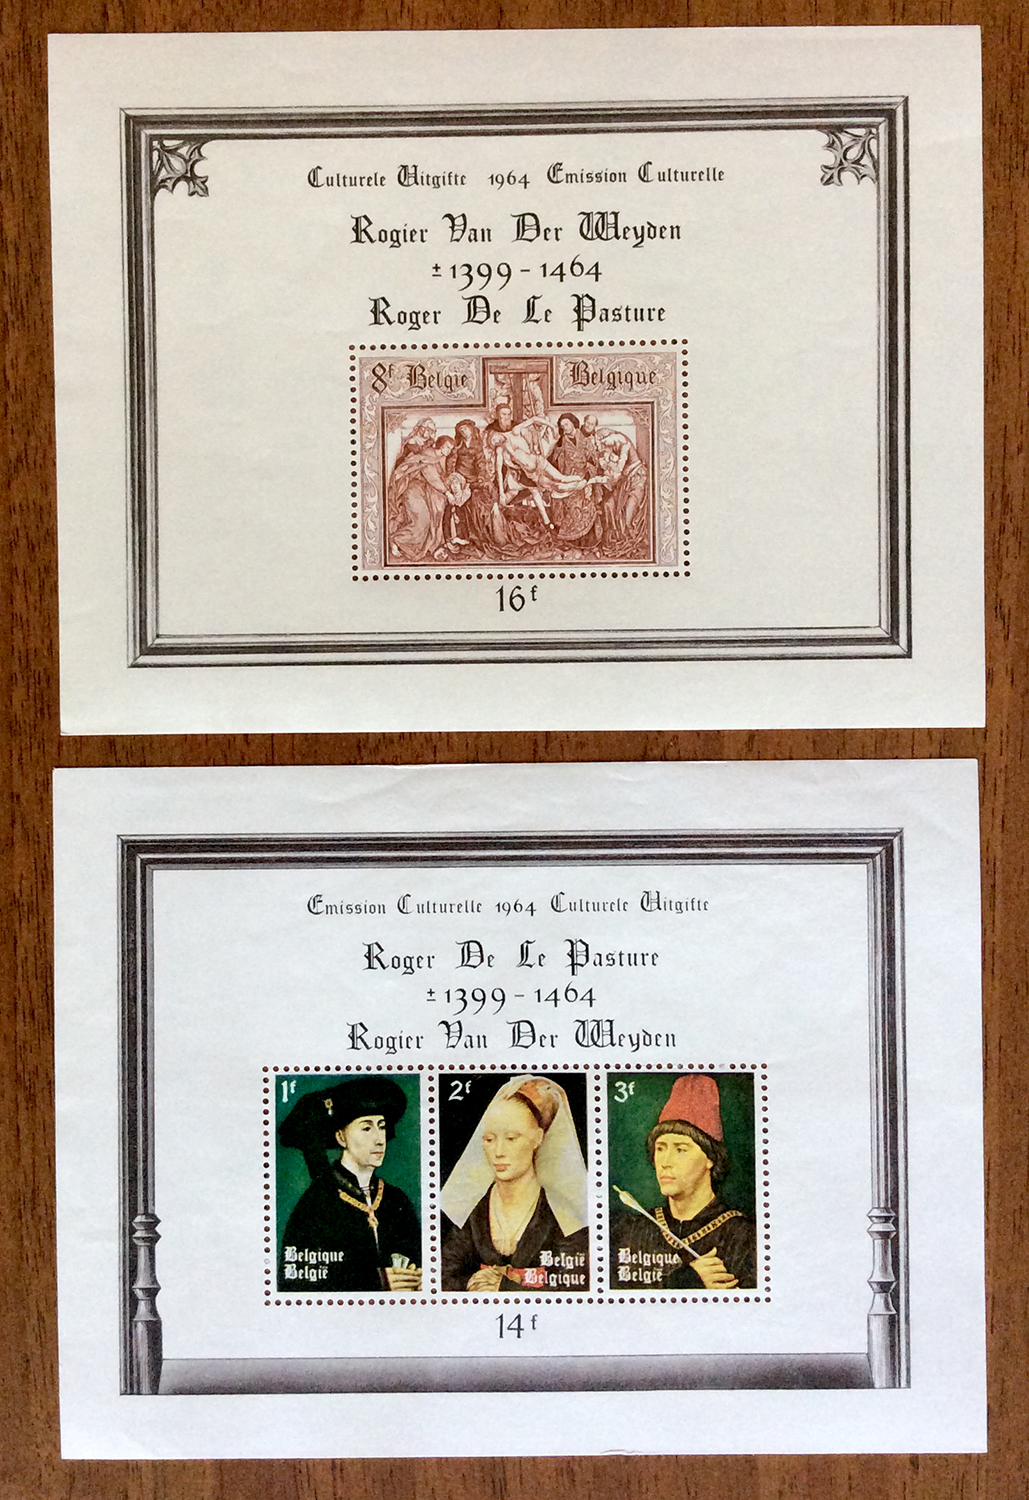 Culturele Uitgifte 1964 Emission Culturelle
Rogier Van Der Weyden
± 1399 - 1464
Roger De Le Pasture
8f België Belgique
16f
Emission Culturelle 1964 Culturele Uitgifte
Roger De Le Pasture
± 1399 - 1464
Rogier Van Der Weyden
1f
Belgique
België
2f
België
Belgique
3f
Belgique
België
14f